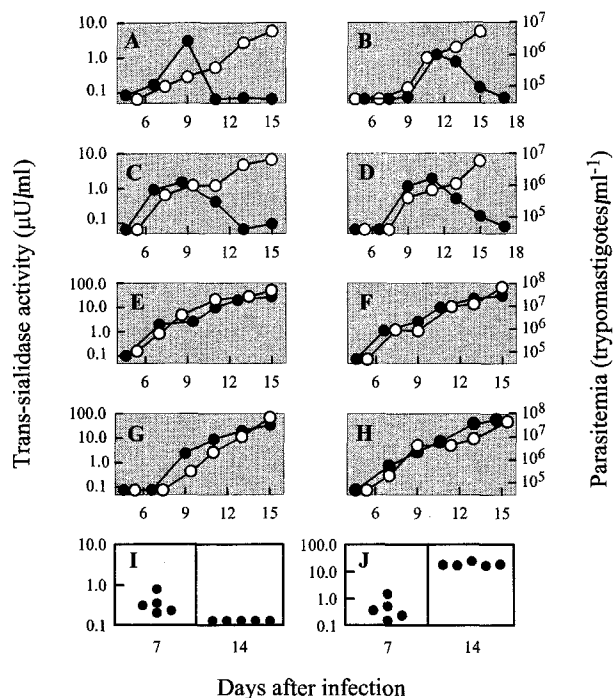 Trans-sialidase activity (μU/ml)
Parasitemia (trypomastigotes/ml⁻¹)
A
10.0
1.0
0.1
6 9 12 15
B
10⁷
10⁶
10⁵
6 9 12 15 18
C
10.0
1.0
0.1
6 9 12 15
D
10⁷
10⁶
10⁵
6 9 12 15 17
E
100.0
10.0
1.0
0.1
6 9 12 15
F
10⁸
10⁷
10⁶
10⁵
6 9 12 15
G
100.0
10.0
1.0
0.1
6 9 12 15
H
10⁸
10⁷
10⁶
10⁵
6 9 12 15
I
10.0
1.0
0.1
7 14
J
100.0
10.0
1.0
0.1
7 14
Days after infection